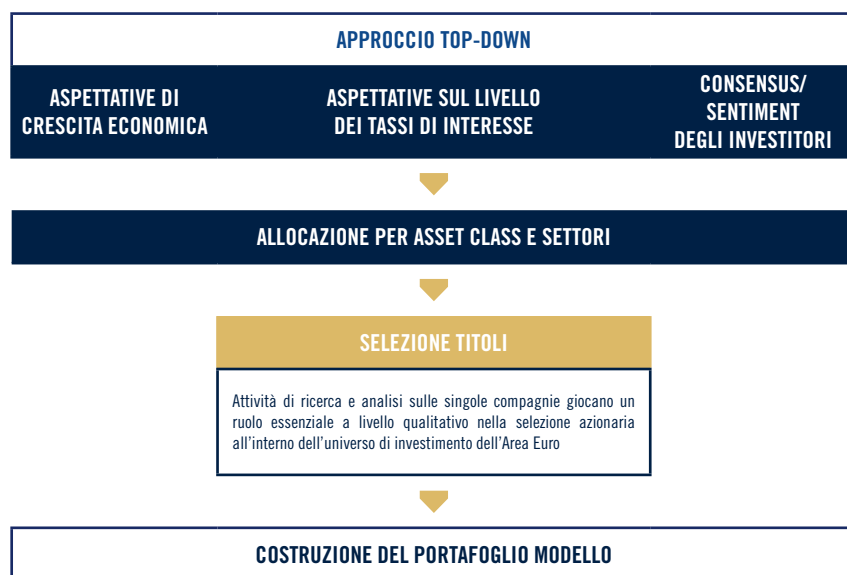 APPROCCIO TOP-DOWN
ASPETTATIVE DI
CRESCITA ECONOMICA
ASPETTATIVE SUL LIVELLO
DEI TASSI DI INTERESSE
CONSENSUS/
SENTIMENT
DEGLI INVESTITORI
ALLOCAZIONE PER ASSET CLASS E SETTORI
SELEZIONE TITOLI
Attività di ricerca e analisi sulle singole compagnie giocano un
ruolo essenziale a livello qualitativo nella selezione azionaria
all'interno dell'universo di investimento dell'Area Euro
COSTRUZIONE DEL PORTAFOGLIO MODELLO